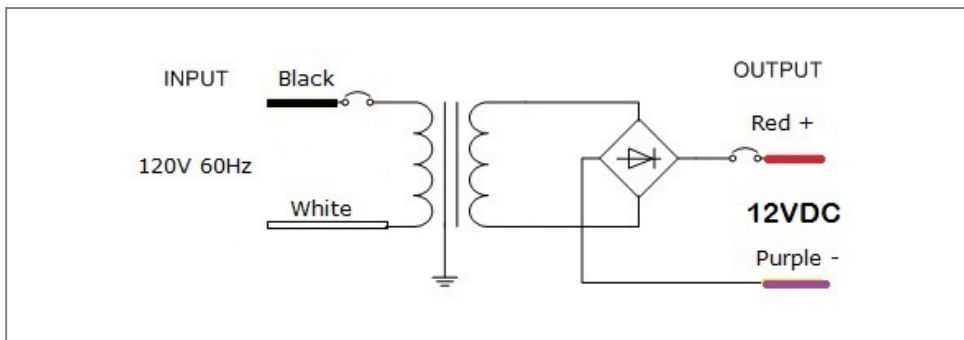 INPUT
Black
OUTPUT
Red +
120V 60Hz
White
12VDC
Purple -